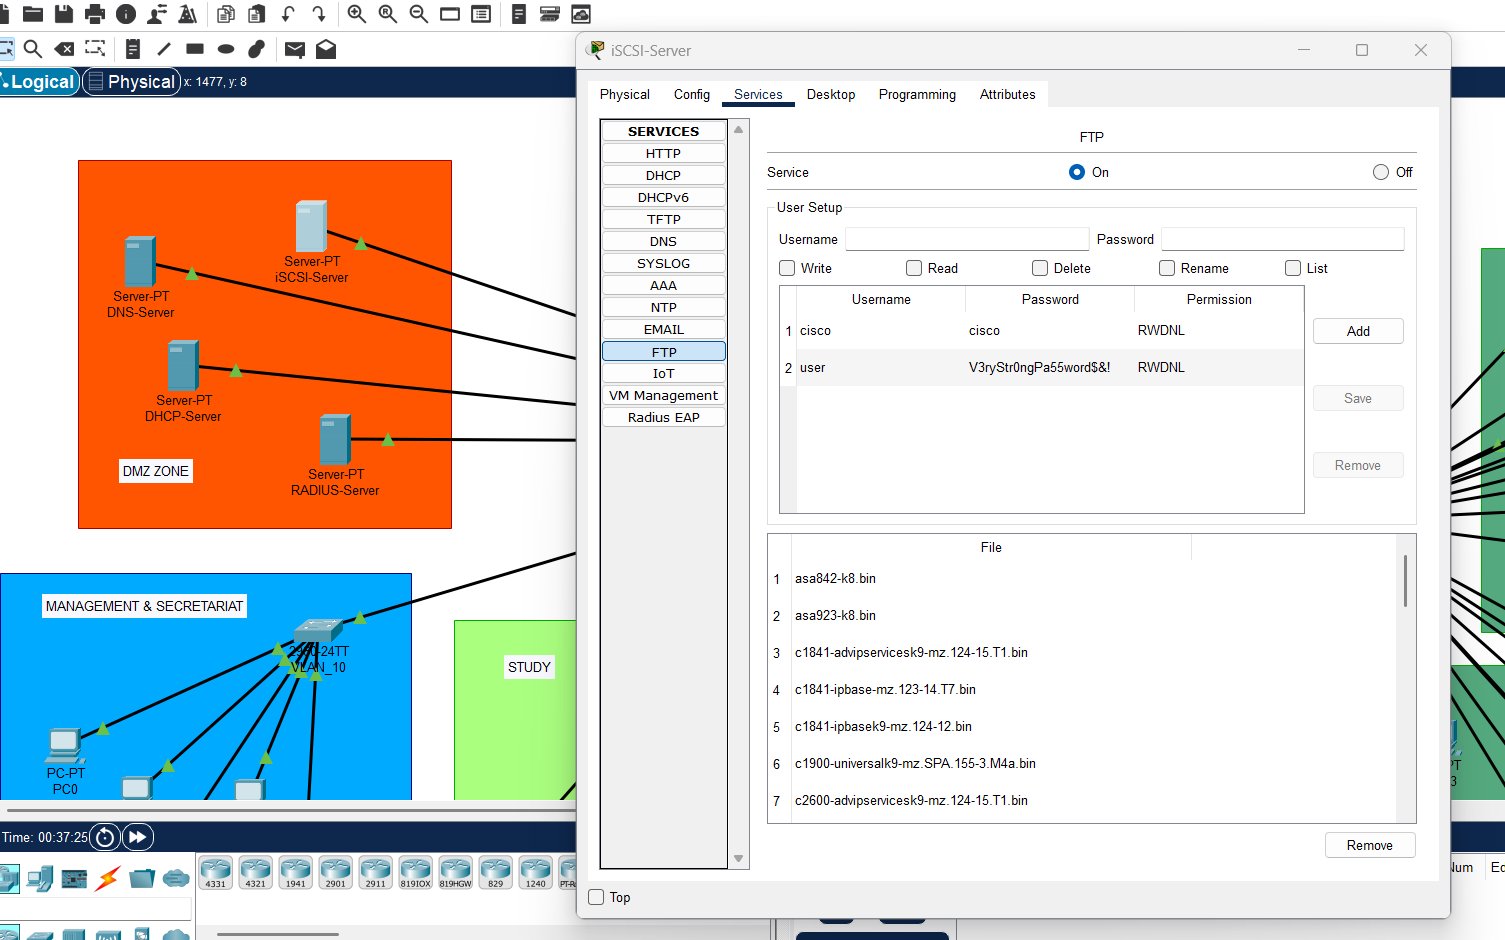 iSCSI-Server
Logical
Physical
x: 1477, y: 8
Physical
Config
Services
Desktop
Programming
Attributes
SERVICES
HTTP
DHCP
DHCPv6
TFTP
DNS
SYSLOG
AAA
NTP
EMAIL
FTP
IoT
VM Management
Radius EAP
FTP
Service
On
Off
User Setup
Username
Password
Write
Read
Delete
Rename
List
Username Password Permission
1 cisco cisco RWDNL
2 user V3ryStr0ngPa55word$&! RWDNL
Add
Save
Remove
File
1 asa842-k8.bin
2 asa923-k8.bin
3 c1841-advipservicesk9-mz.124-15.T1.bin
4 c1841-ipbase-mz.123-14.T7.bin
5 c1841-ipbasek9-mz.124-12.bin
6 c1900-universalk9-mz.SPA.155-3.M4a.bin
7 c2600-advipservicesk9-mz.124-15.T1.bin
Remove
Top
Server-PT
iSCSI-Server
Server-PT
DNS-Server
Server-PT
DHCP-Server
Server-PT
RADIUS-Server
DMZ ZONE
MANAGEMENT & SECRETARIAT
2960-24TT
VLAN_10
PC-PT
PC0
STUDY
Time: 00:37:25
4331
4321
1941
2901
2911
819IOX
819HGW
829
1240